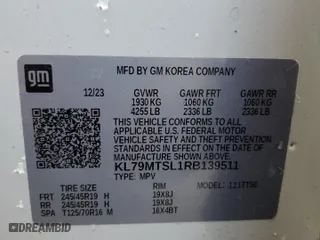 gm
MFD BY GM KOREA COMPANY
12/23 GVWR GAWR FRT GAWR RR
1930 KG 1060 KG 1060 KG
4255 LB 2336 LB 2336 LB
THIS VEHICLE CONFORMS TO ALL
APPLICABLE U.S. FEDERAL MOTOR
VEHICLE SAFETY, BUMPER, AND THEFT
PREVENTION STANDARDS IN EFFECT ON
THE DATE OF MANUFACTURE SHOWN
ABOVE.
KL79MTSL1RB139511
TYPE: MPV MODEL:
TIRE SIZE RIM
FRT 245/45R19 H 19X8J
RR 245/45R19 H 19X8J
SPA T125/70R16 M 16X4BT